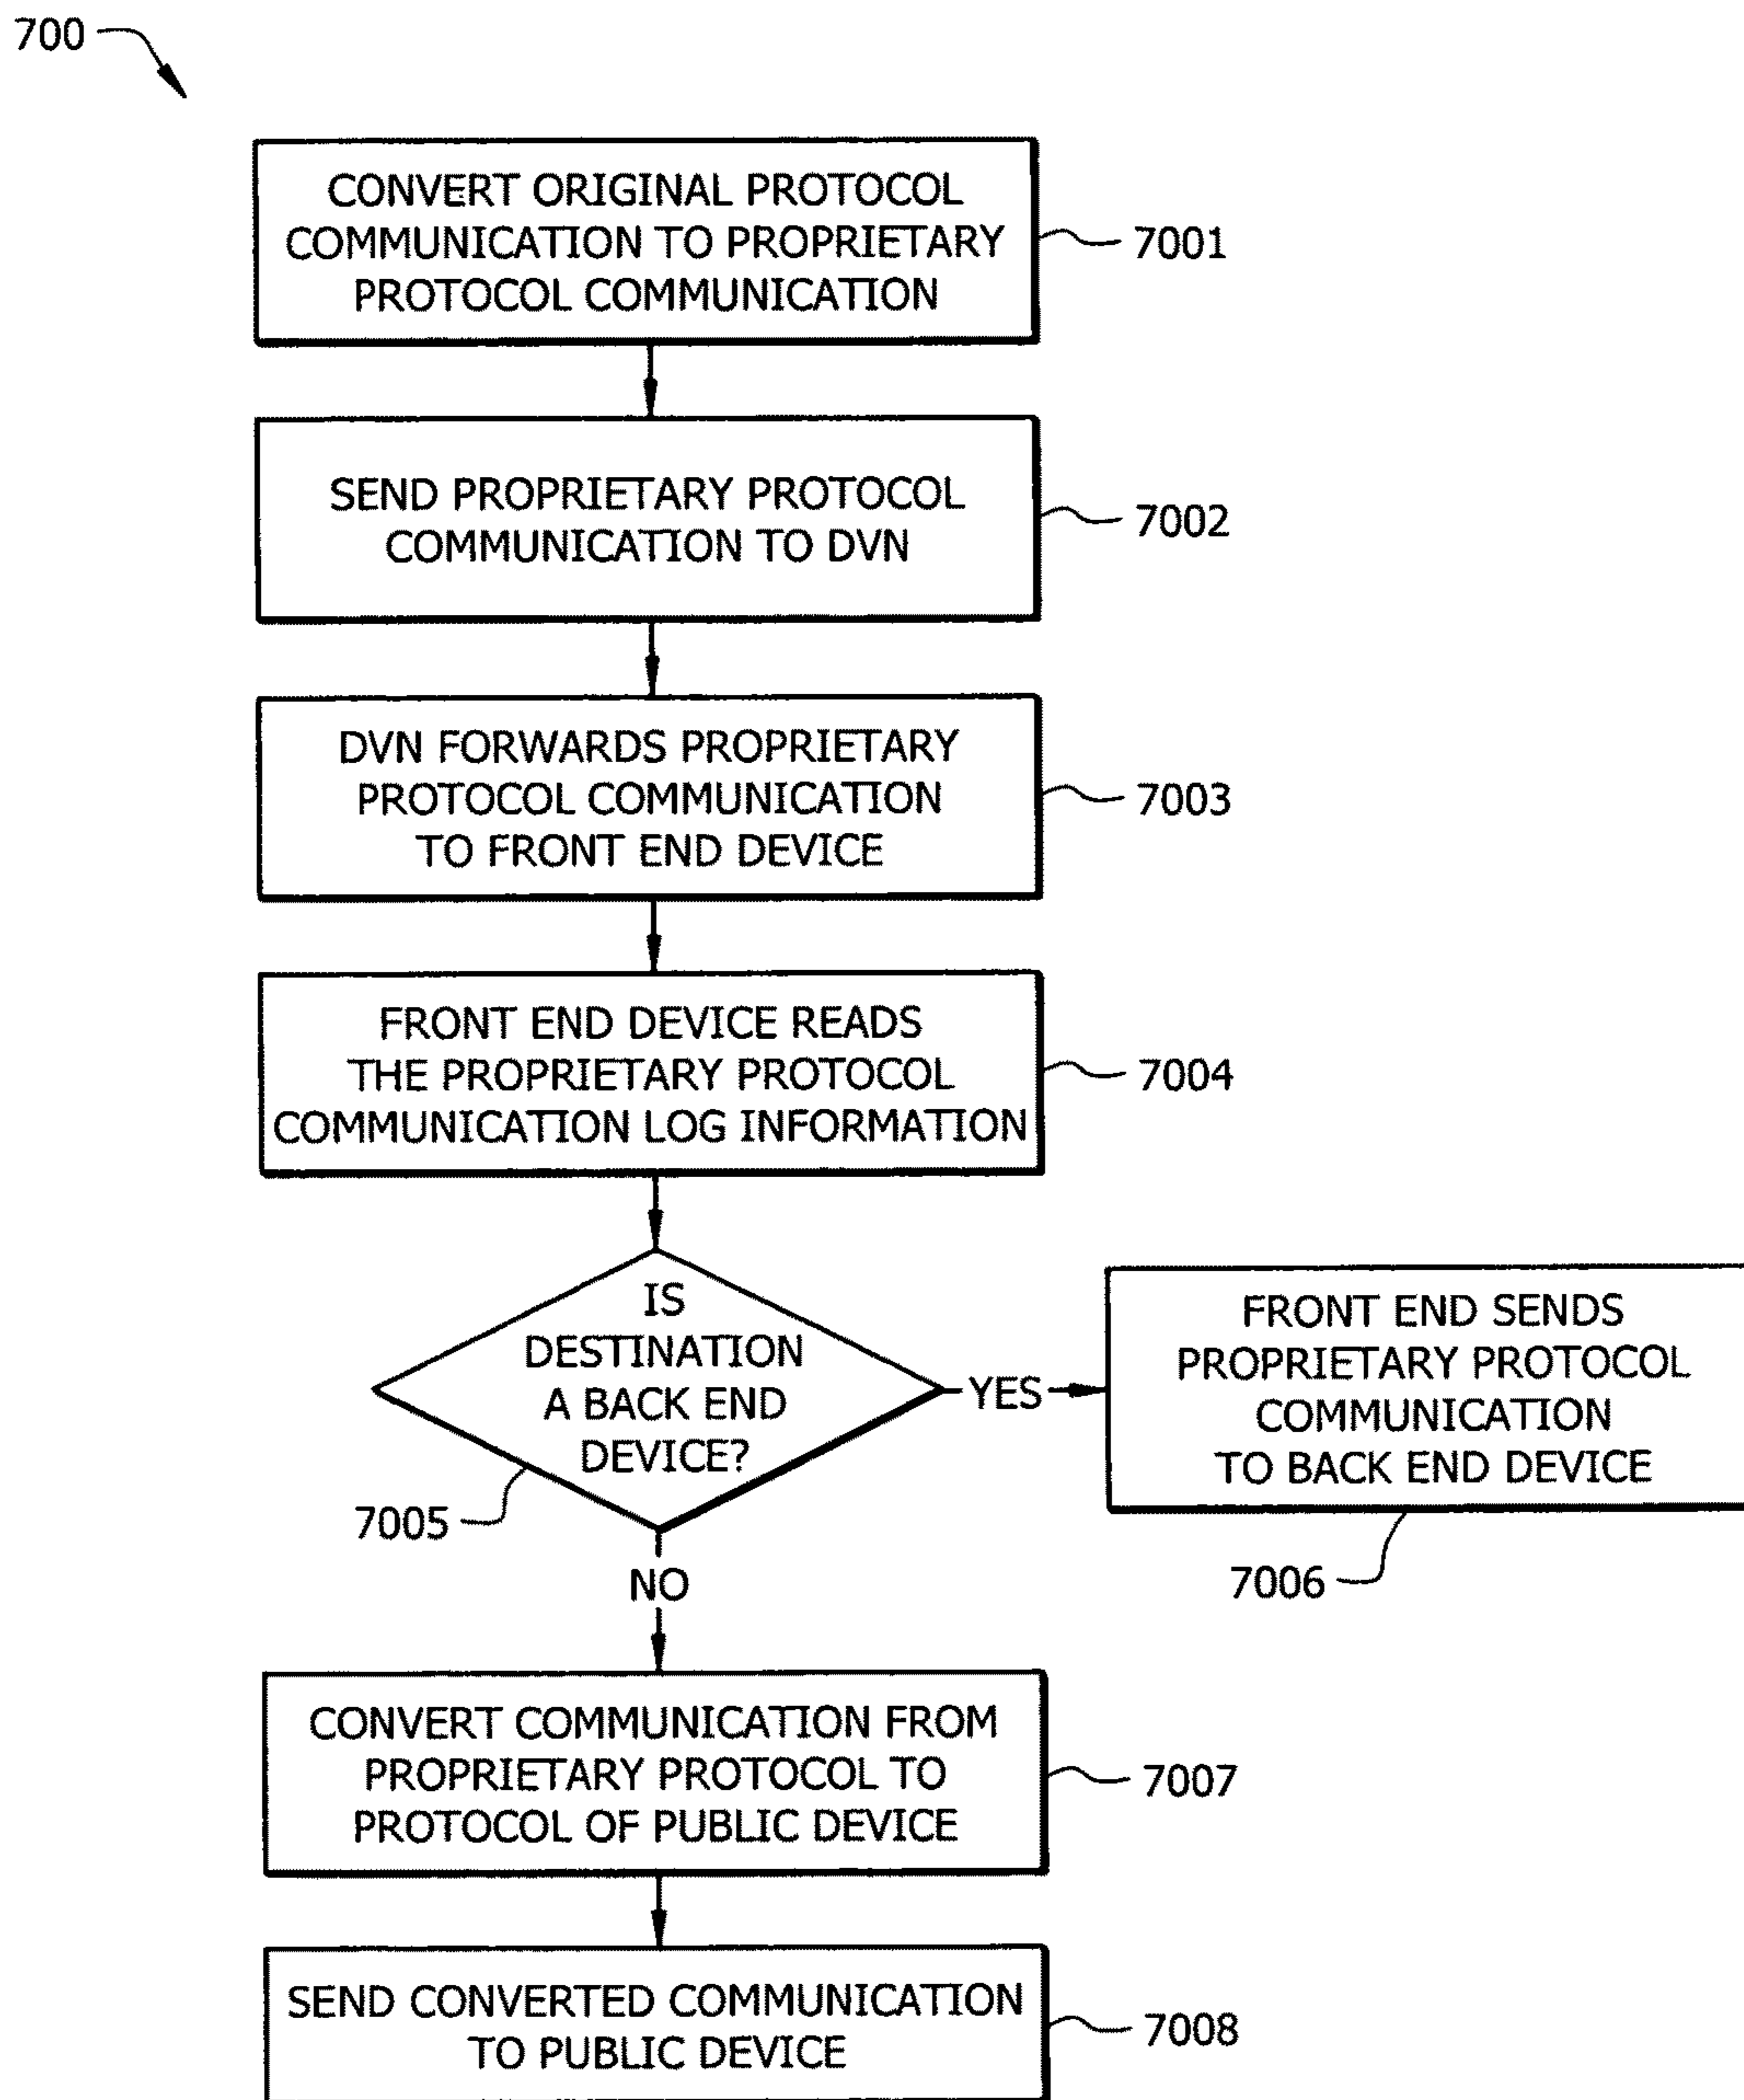 700
CONVERT ORIGINAL PROTOCOL
COMMUNICATION TO PROPRIETARY
PROTOCOL COMMUNICATION
7001
SEND PROPRIETARY PROTOCOL
COMMUNICATION TO DVN
7002
DVN FORWARDS PROPRIETARY
PROTOCOL COMMUNICATION
TO FRONT END DEVICE
7003
FRONT END DEVICE READS
THE PROPRIETARY PROTOCOL
COMMUNICATION LOG INFORMATION
7004
IS
DESTINATION
A BACK END
DEVICE?
7005
YES
FRONT END SENDS
PROPRIETARY PROTOCOL
COMMUNICATION
TO BACK END DEVICE
7006
NO
CONVERT COMMUNICATION FROM
PROPRIETARY PROTOCOL TO
PROTOCOL OF PUBLIC DEVICE
7007
SEND CONVERTED COMMUNICATION
TO PUBLIC DEVICE
7008